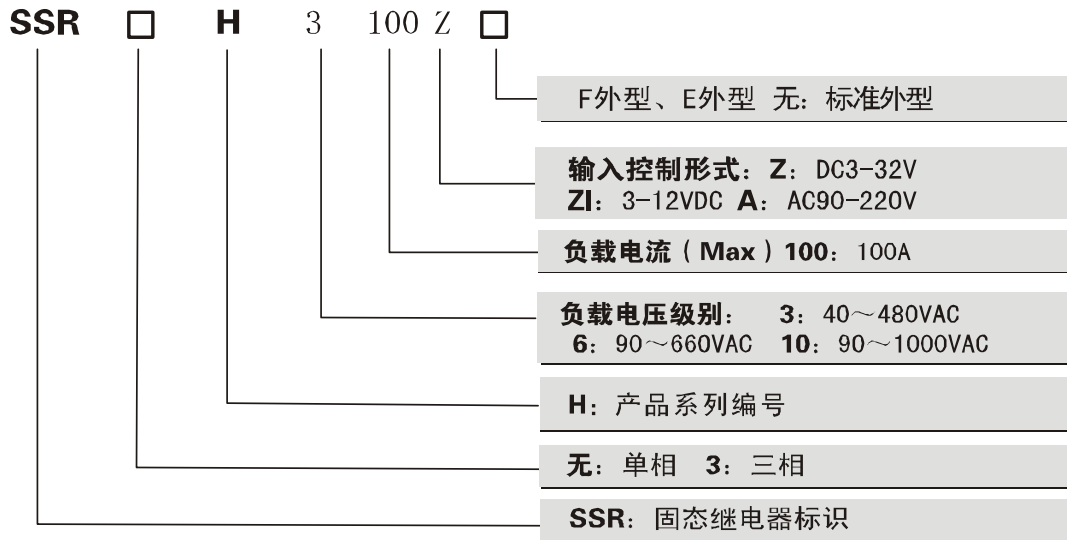 SSR □ H 3 100 Z □
F外型、E外型 无：标准外型
输入控制形式：Z：DC3-32V
ZI：3-12VDC A：AC90-220V
负载电流（Max）100：100A
负载电压级别： 3：40～480VAC
6：90～660VAC 10：90～1000VAC
H：产品系列编号
无：单相 3：三相
SSR：固态继电器标识